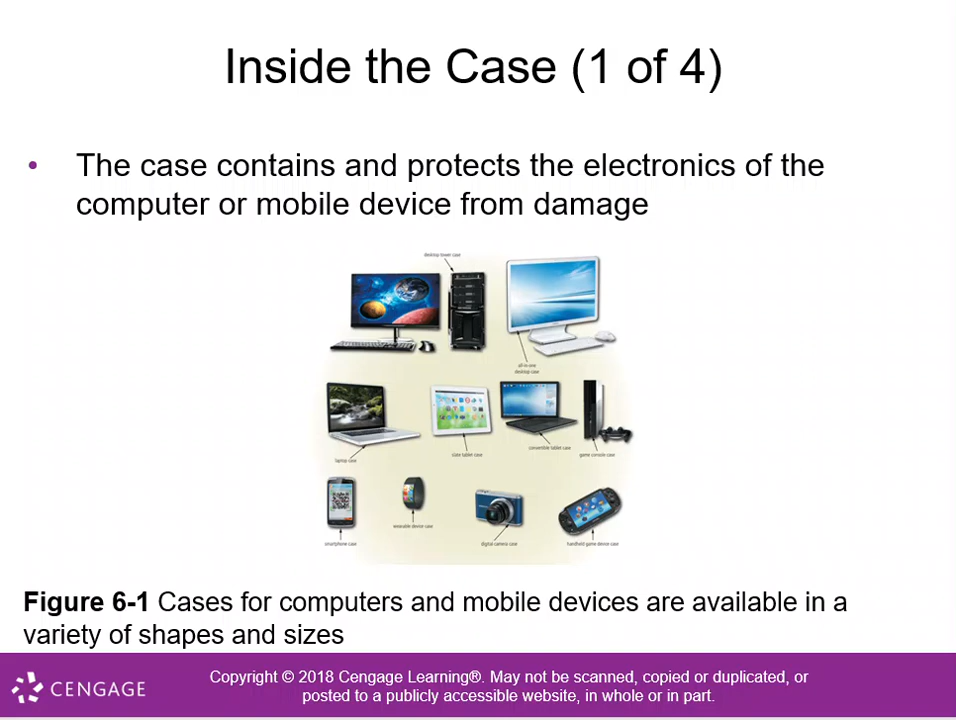 Inside the Case (1 of 4)
• The case contains and protects the electronics of the
computer or mobile device from damage
desktop tower case
all-in-one
desktop case
laptop case
slate tablet case
convertible tablet case
game console case
smartphone case
wearable device case
digital camera case
handheld game device case
Figure 6-1 Cases for computers and mobile devices are available in a
variety of shapes and sizes
CENGAGE
Copyright © 2018 Cengage Learning®. May not be scanned, copied or duplicated, or
posted to a publicly accessible website, in whole or in part.